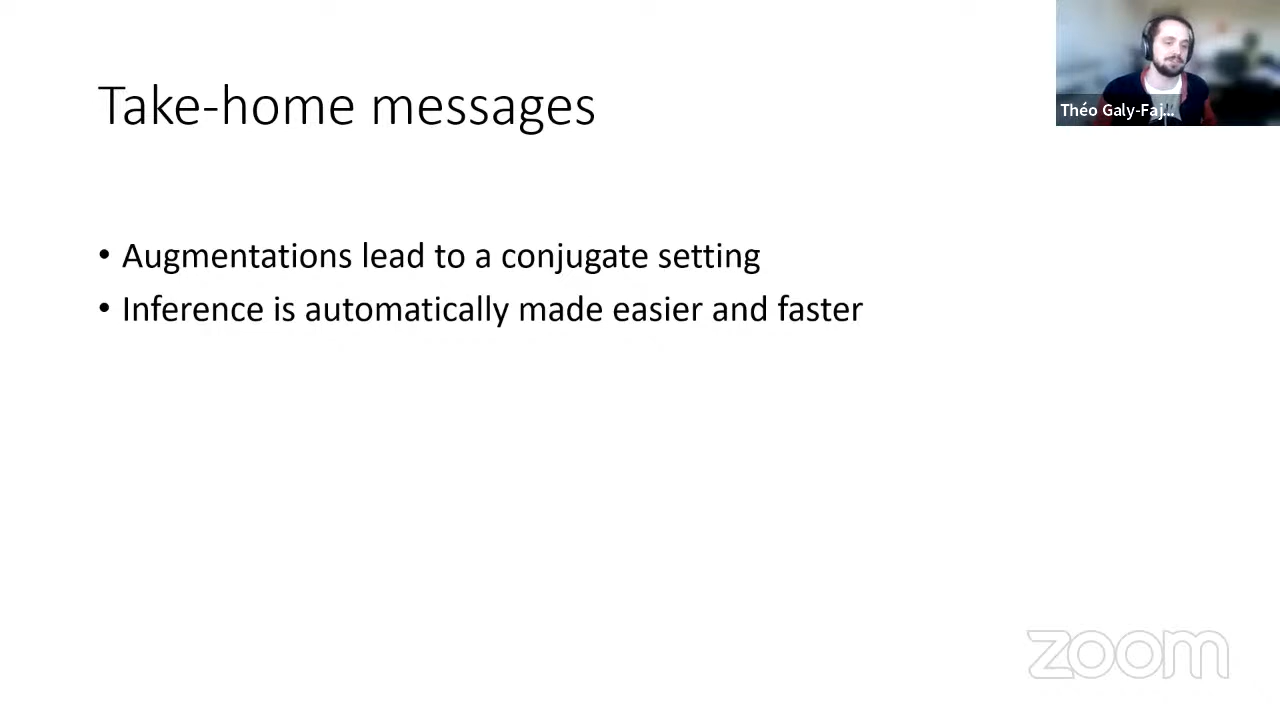 Take-home messages
Théo Galy-Faj...
• Augmentations lead to a conjugate setting
• Inference is automatically made easier and faster
zoom